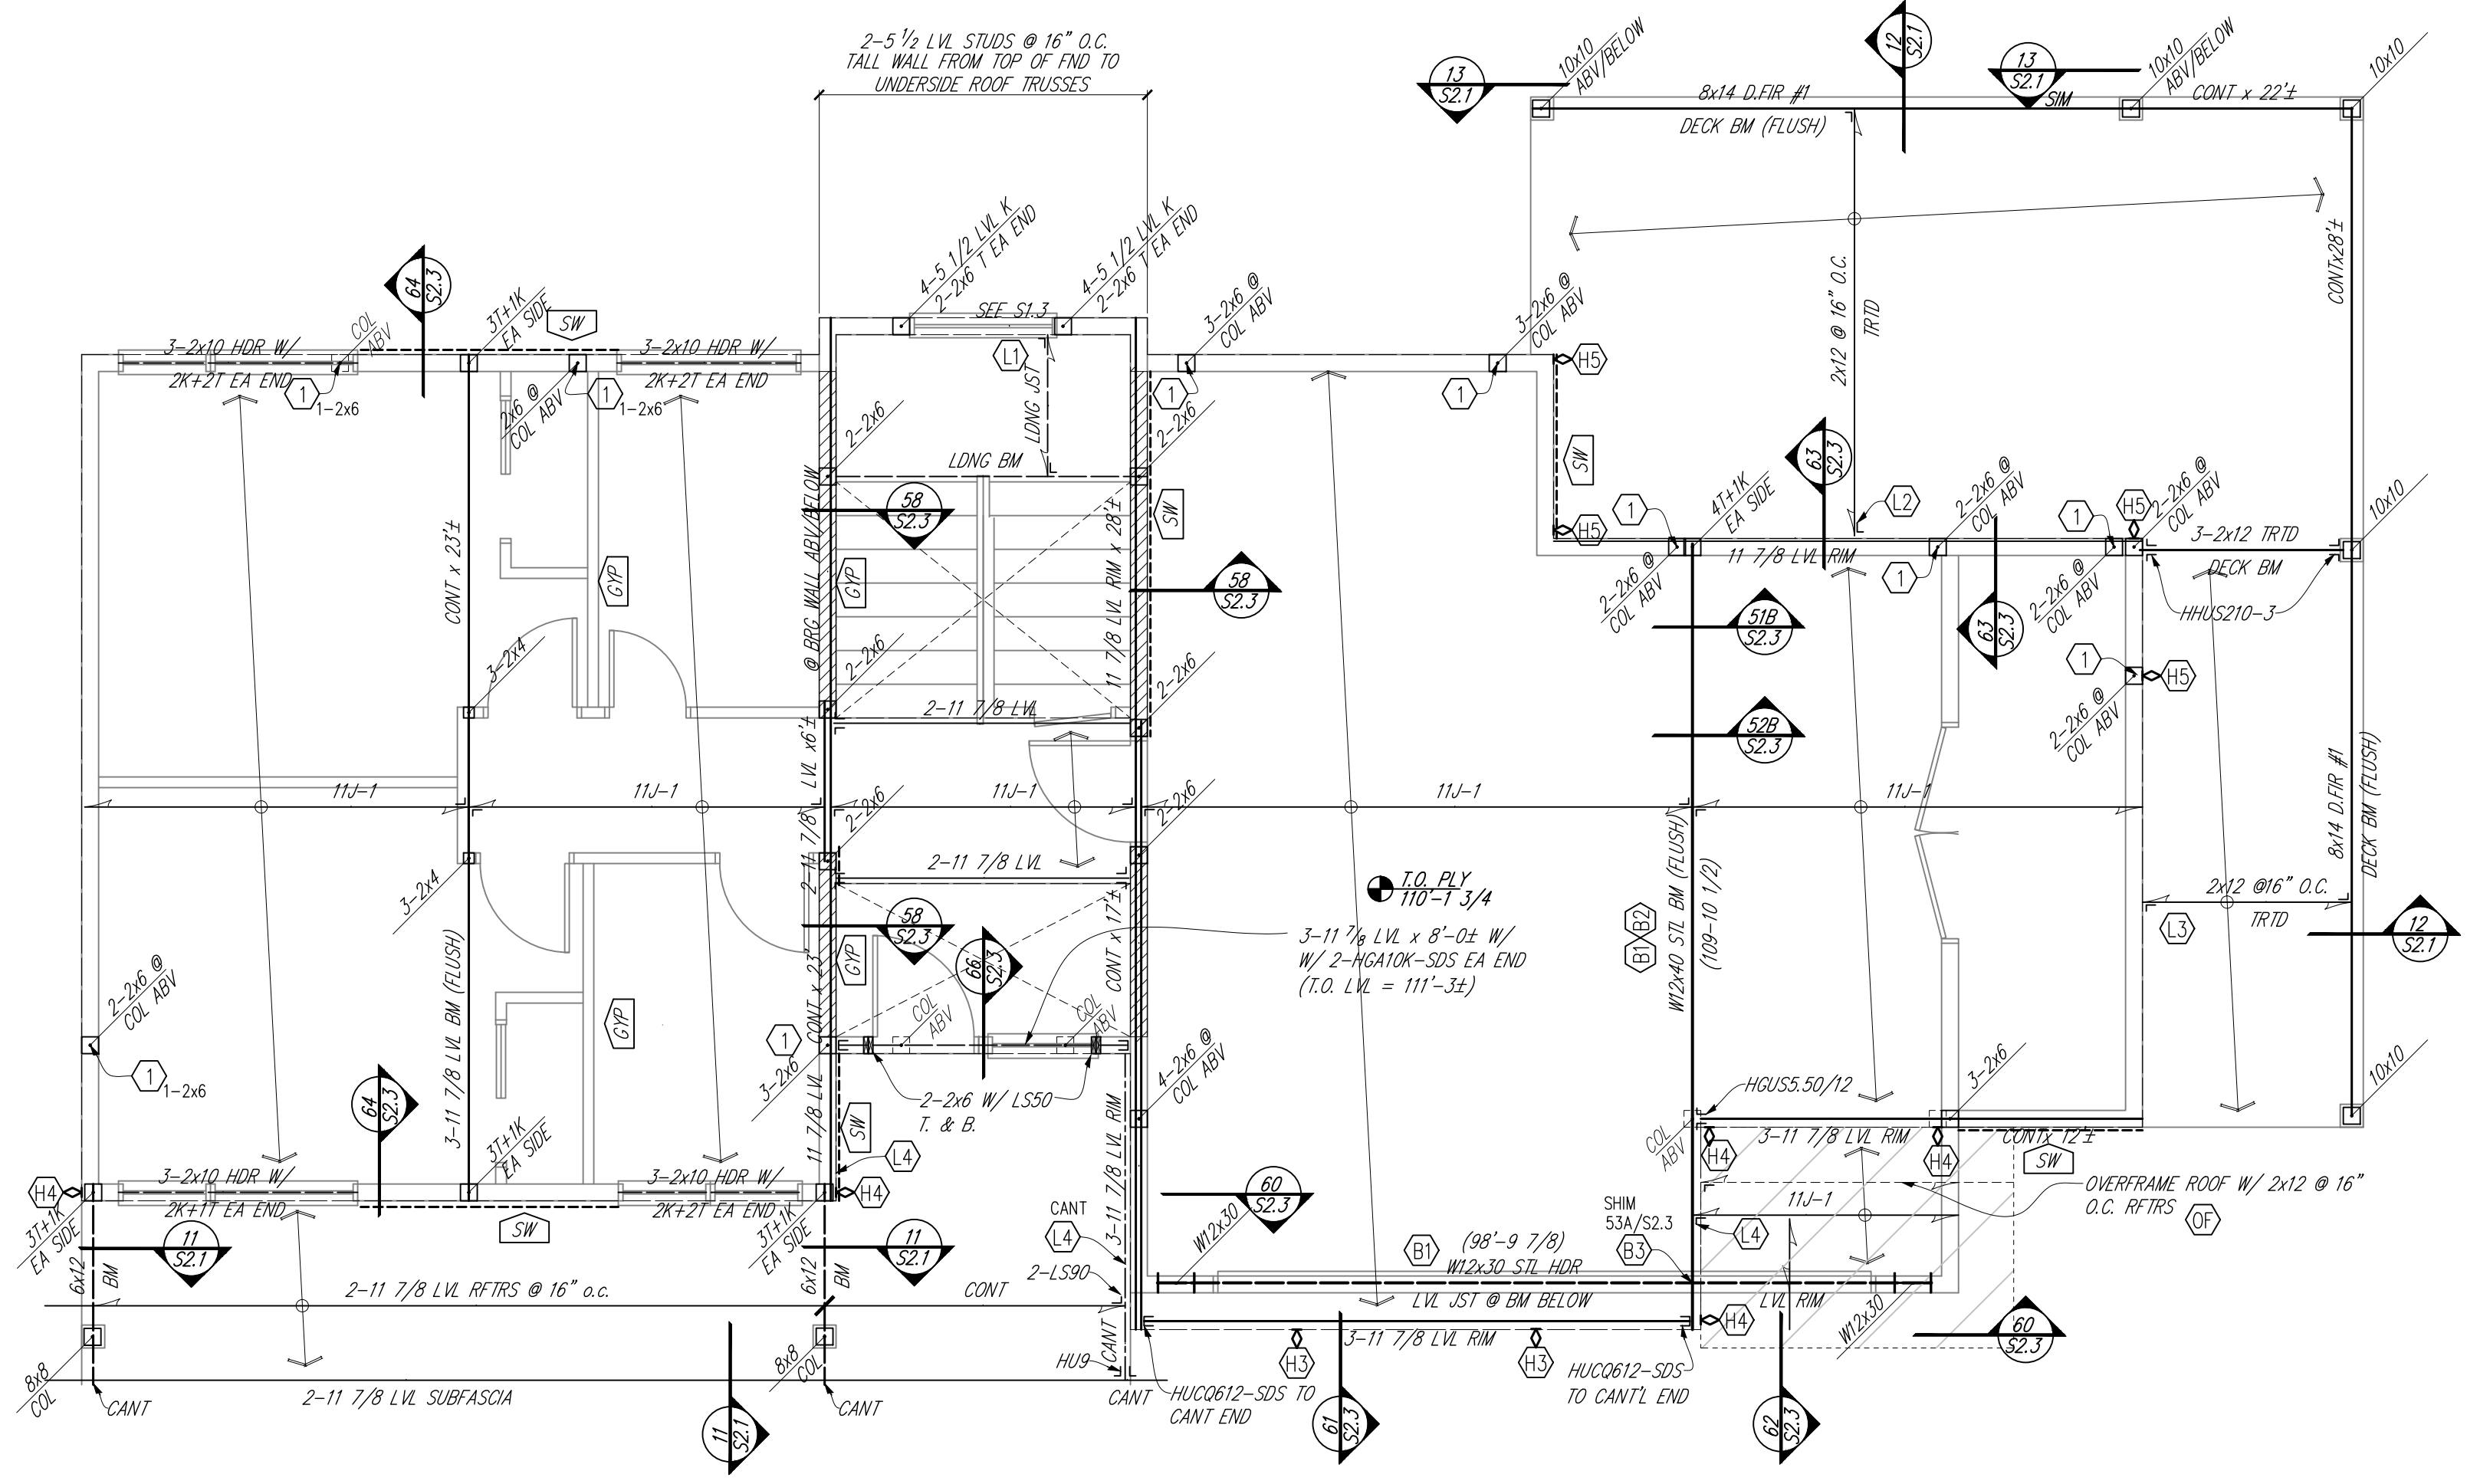 2-5 1/2 LVL STUDS @ 16" O.C.
TALL WALL FROM TOP OF FND TO
UNDERSIDE ROOF TRUSSES
13
S2.1
10x10
ABV/BELOW
12
S2.1
13
S2.1
SIM
10x10
ABV/BELOW
10x10
8x14 D.FIR #1
DECK BM (FLUSH)
CONT x 22'±
CONTx28'±
2x12 @ 16" O.C.
TRTD
64
S2.3
3T+1K
EA SIDE
SW
COL
ABV
3-2x10 HDR W/
2K+2T EA END
1
1-2x6
2x6 @
COL ABV
1
1-2x6
3-2x10 HDR W/
2K+2T EA END
4-5 1/2 LVL K
2-2x6 T EA END
4-5 1/2 LVL K
2-2x6 T EA END
SEE S1.3
L1
LDNG JST
LDNG BM
2-2x6
2-2x6
3-2x6 @
COL ABV
1
3-2x6 @
COL ABV
1
H5
SW
H5
58
S2.3
GYP
GYP
@ BRG WALL ABV/BELOW
11 7/8 LVL RIM x 28'±
SW
58
S2.3
CONT x 23'±
3-2x4
2-2x6
2-2x6
2-11 7/8 LVL
1
4T+1K
EA SIDE
63
S2.3
L2
2-2x6 @
COL ABV
1
H5
2-2x6 @
COL ABV
3-2x12 TRTD
DECK BM
10x10
11 7/8 LVL RIM
2-2x6 @
COL ABV
1
63
S2.3
2-2x6 @
COL ABV
HHUS210-3
51B
S2.3
52B
S2.3
1
H5
2-2x6 @
COL ABV
8x14 D.FIR #1
DECK BM (FLUSH)
11J-1
11J-1
11J-1
11J-1
11J-1
2-11 7/8 LVL x6'±
2-2x6
2-2x6
2-11 7/8 LVL
3-2x4
T.O. PLY
110'-1 3/4
3-11 7/8 LVL x 8'-0± W/
W/ 2-HGA10K-SDS EA END
(T.O. LVL = 111'-3±)
B1
B2
W12x40 STL BM (FLUSH)
(109-10 1/2)
2x12 @16" O.C.
TRTD
L3
12
S2.1
58
S2.3
GYP
66
S2.3
CONT x 17'±
CONT x 23'
COL
ABV
COL
ABV
2-2x6 @
COL ABV
1
1-2x6
3-11 7/8 LVL BM (FLUSH)
GYP
1
3-2x6
4-2x6 @
COL ABV
64
S2.3
3T+1K
EA SIDE
11 7/8 LVL
SW
2-2x6 W/ LS50
T. & B.
L4
3-11 7/8 LVL RIM
HGUS5.50/12
3-2x6
10x10
COL
ABV
3-11 7/8 LVL RIM
CONTx 12'±
H4
H4
SW
OVERFRAME ROOF W/ 2x12 @ 16"
O.C. RFTRS
OF
H4
3T+1K
EA SIDE
3-2x10 HDR W/
2K+1T EA END
SW
3-2x10 HDR W/
2K+2T EA END
3T+1K
EA SIDE
H4
11
S2.1
11
S2.1
6x12
BM
6x12
BM
CANT
L4
2-LS90
2-11 7/8 LVL RFTRS @ 16" o.c.
CONT
60
S2.3
W12x30
B1
(98'-9 7/8)
W12x30 STL HDR
SHIM
53A/S2.3
B3
L4
11J-1
LVL JST @ BM BELOW
LVL RIM
W12x30
60
S2.3
3-11 7/8 LVL RIM
H4
H3
H3
8x8
COL
8x8
COL
CANT
HU9
2-11 7/8 LVL SUBFASCIA
CANT
CANT
CANT
HUCQ612-SDS TO
CANT END
HUCQ612-SDS
TO CANT'L END
11
S2.1
61
S2.3
62
S2.3